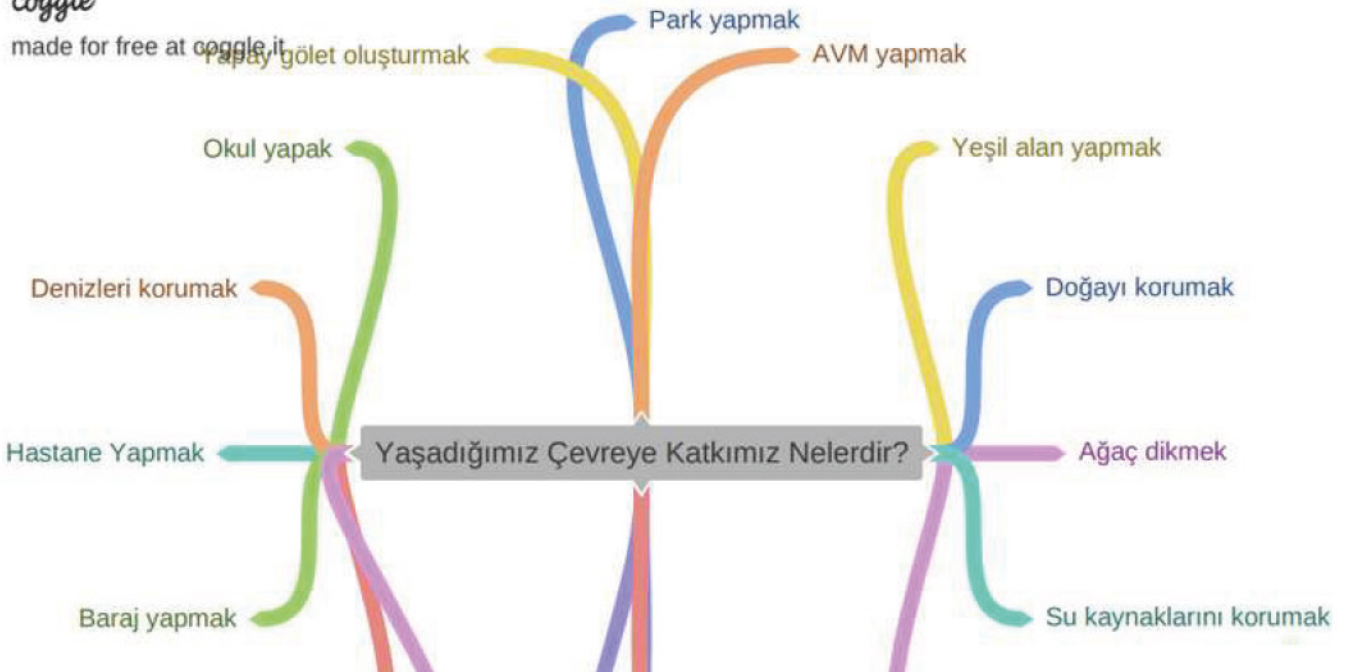 coggle
made for free at coggle.it
Yapay gölet oluşturmak
Park yapmak
AVM yapmak
Okul yapak
Yeşil alan yapmak
Denizleri korumak
Doğayı korumak
Hastane Yapmak
Yaşadığımız Çevreye Katkımız Nelerdir?
Ağaç dikmek
Baraj yapmak
Su kaynaklarını korumak